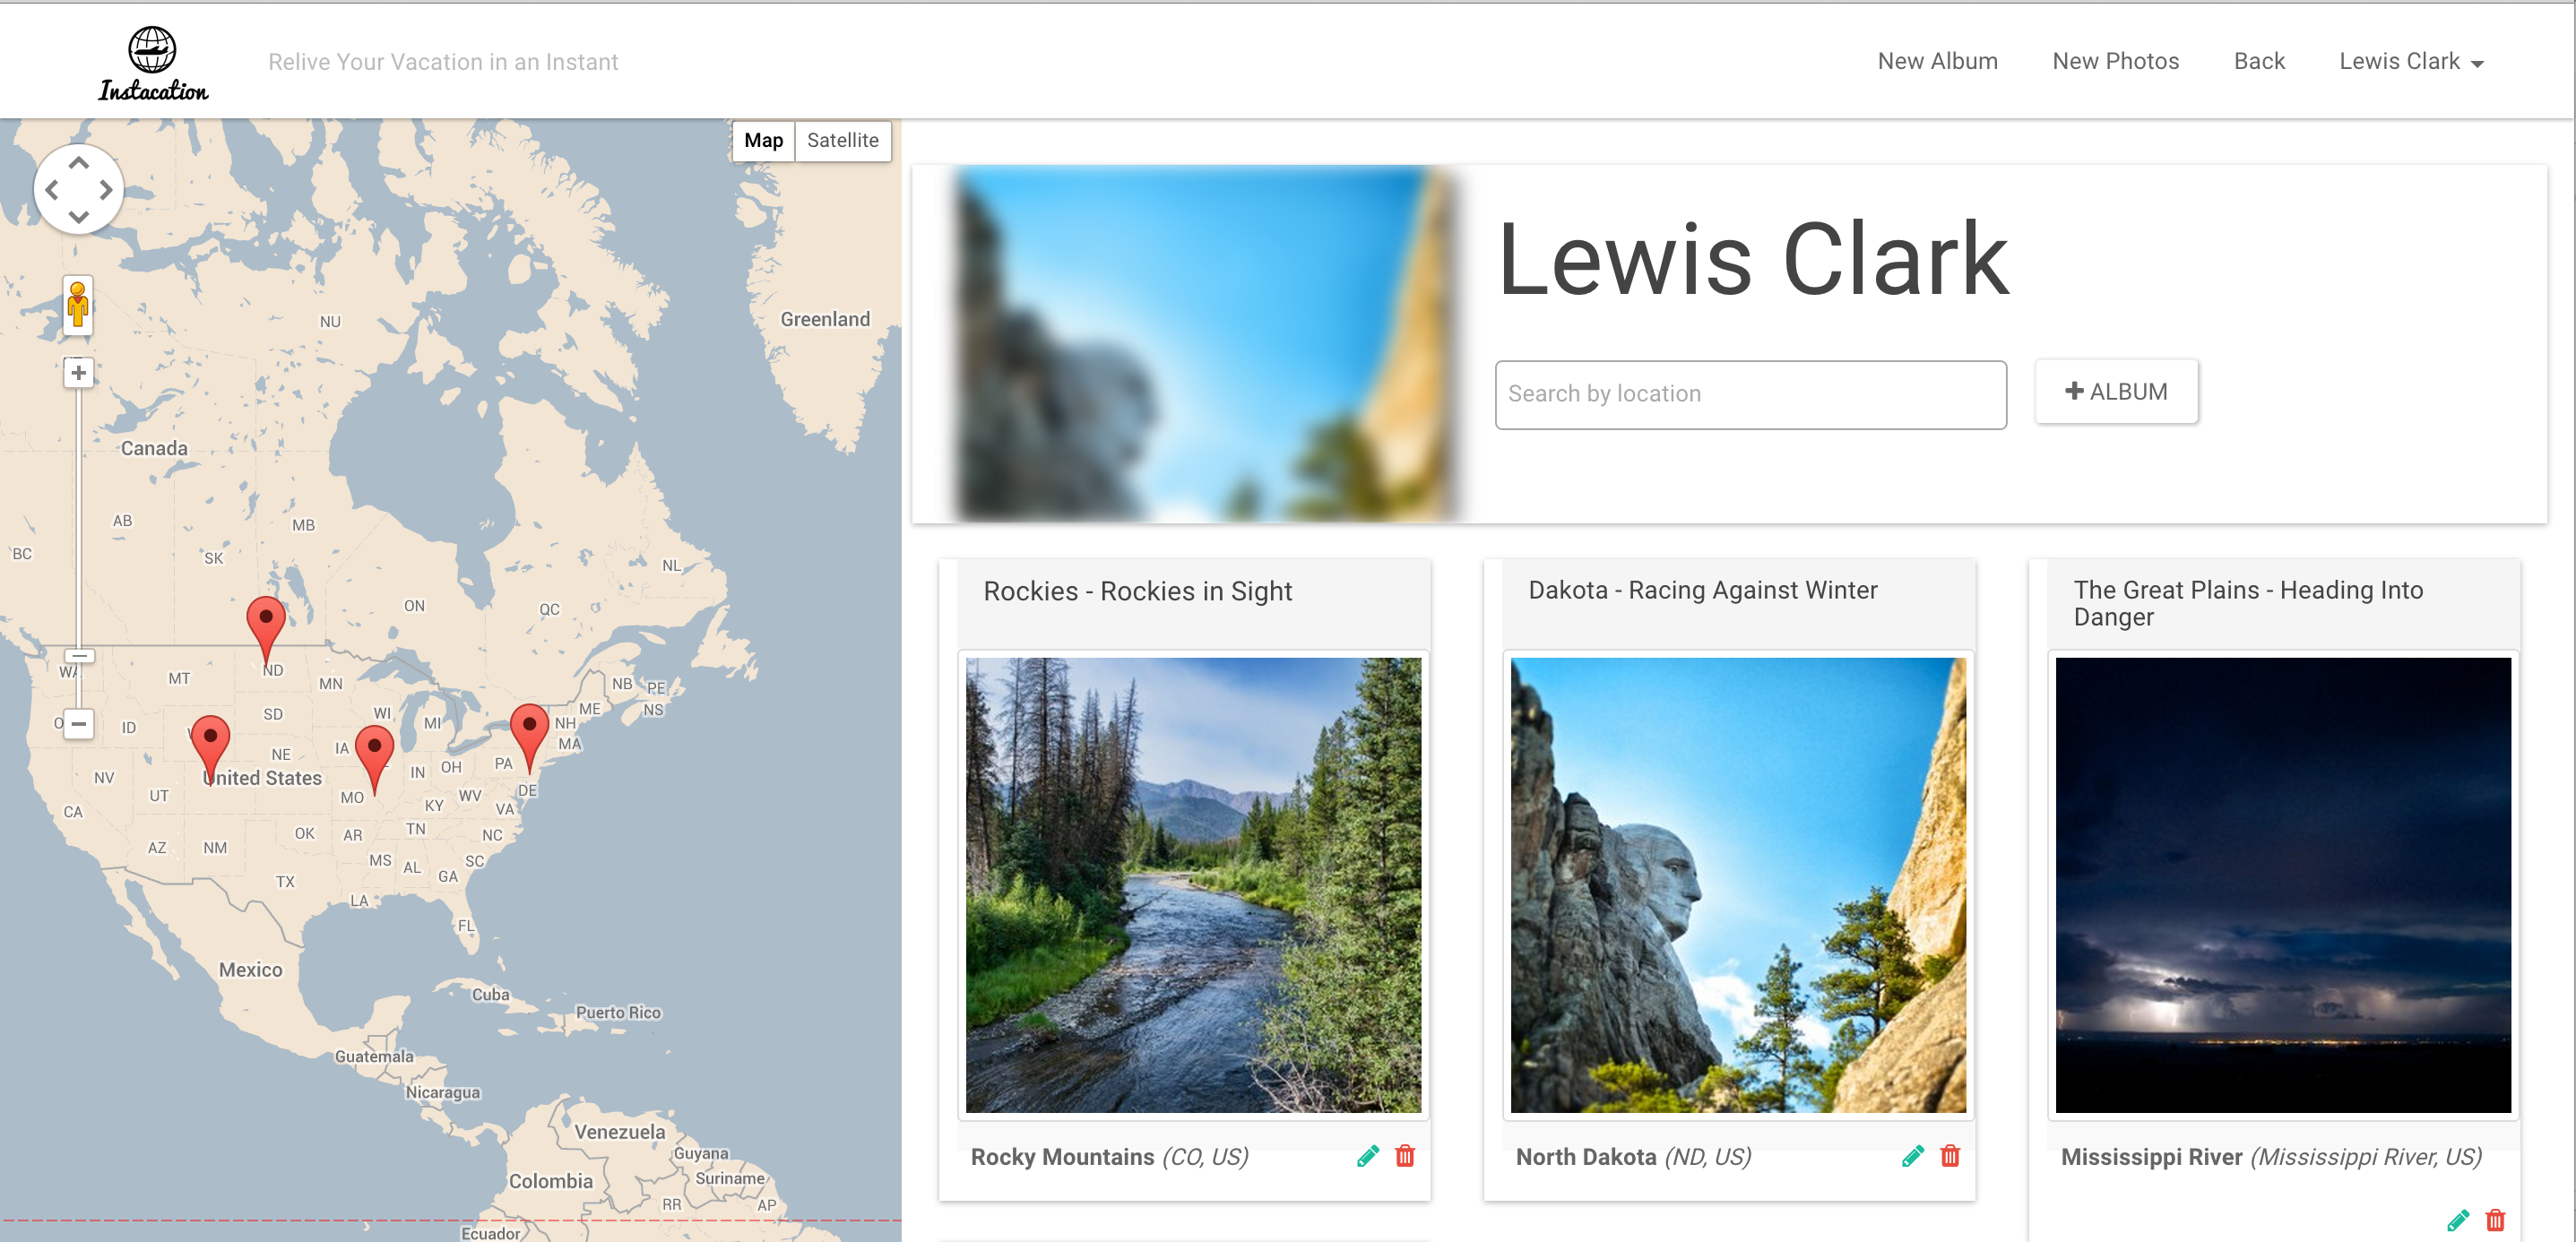 Instacation
Relive Your Vacation in an Instant
New Album
New Photos
Back
Lewis Clark
Map
Satellite
NU
Greenland
Canada
AB
MB
BC
SK
NL
ON
QC
WA
ND
MT
MN
NB
PE
NS
ME
SD
WI
MI
NH
ID
MA
NE
IA
OH
PA
IN
NV
United States
DE
UT
MO
WV
KY
VA
CA
TN
NC
OK
AR
AZ
NM
MS
AL
SC
GA
TX
LA
FL
Mexico
Cuba
Puerto Rico
Guatemala
Nicaragua
Venezuela
Guyana
Suriname
Colombia
RR
AP
Ecuador
Lewis Clark
Search by location
+ ALBUM
Rockies - Rockies in Sight
Rocky Mountains (CO, US)
Dakota - Racing Against Winter
North Dakota (ND, US)
The Great Plains - Heading Into
Danger
Mississippi River (Mississippi River, US)